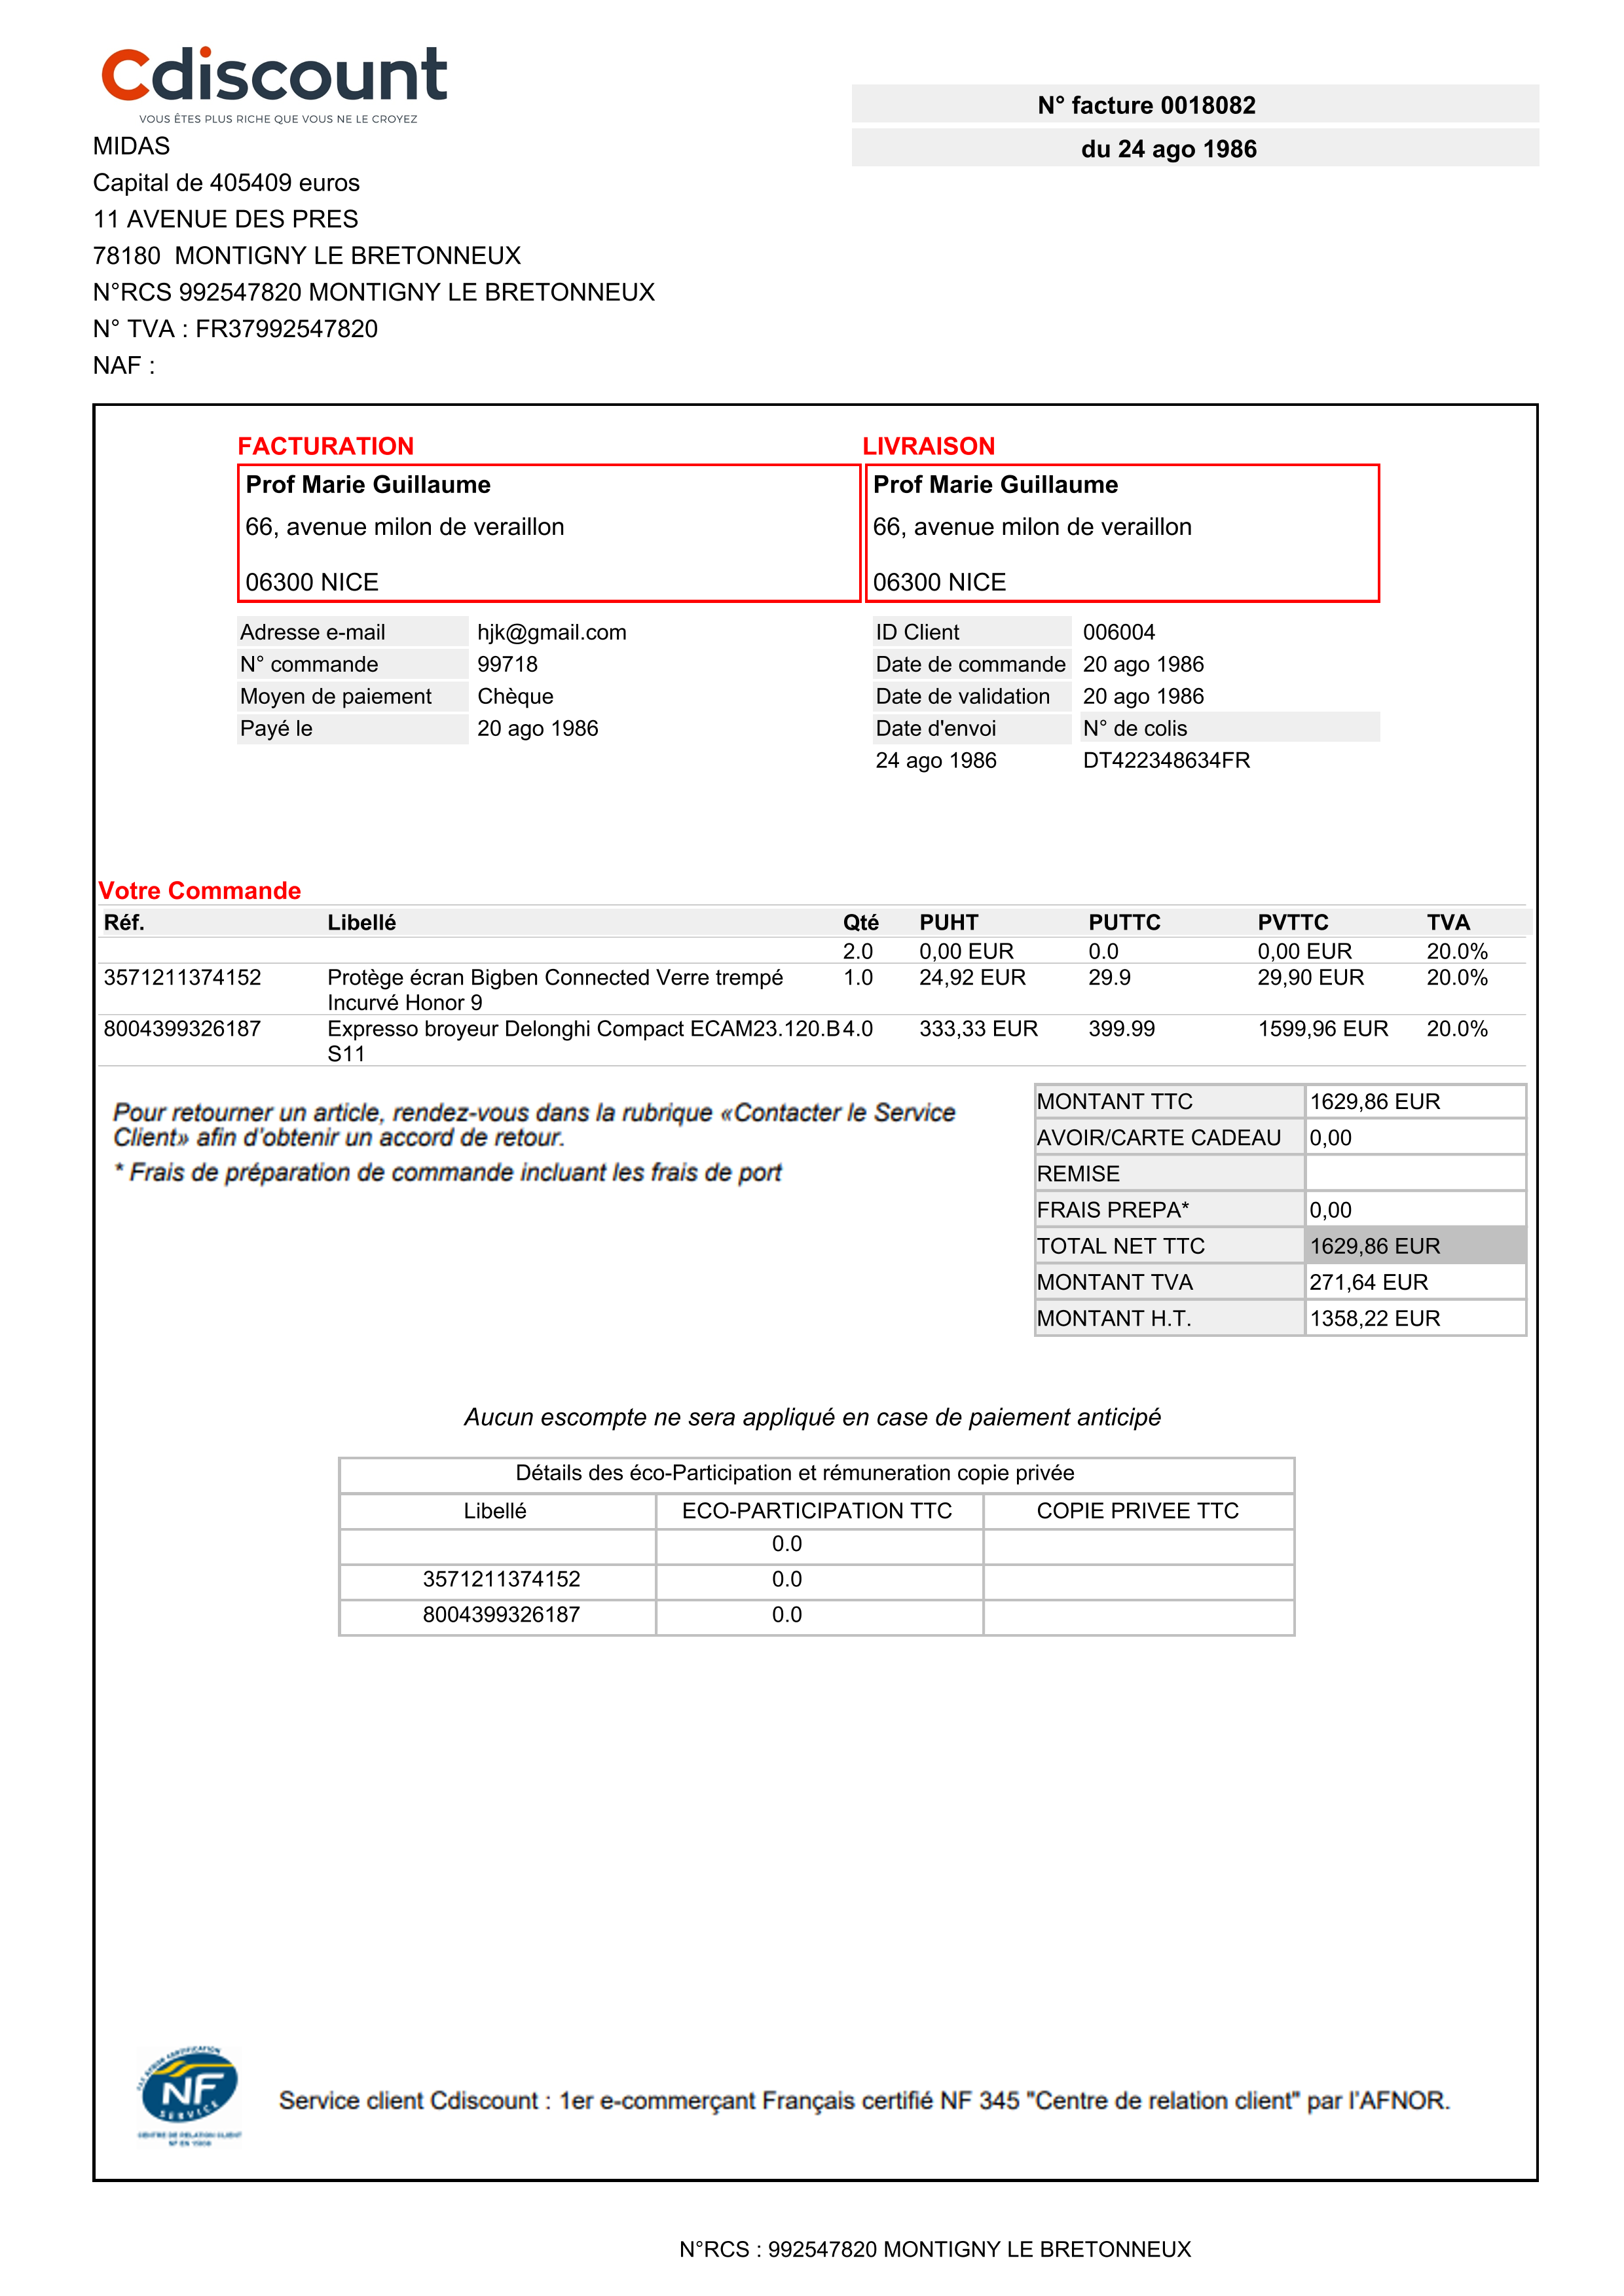 Cdiscount
VOUS ÊTES PLUS RICHE QUE VOUS NE LE CROYEZ
N° facture 0018082
du 24 ago 1986
MIDAS
Capital de 405409 euros
11 AVENUE DES PRES
78180  MONTIGNY LE BRETONNEUX
N°RCS 992547820 MONTIGNY LE BRETONNEUX
N° TVA : FR37992547820
NAF :
FACTURATION LIVRAISON
Prof Marie Guillaume Prof Marie Guillaume
66, avenue milon de veraillon 66, avenue milon de veraillon
06300 NICE 06300 NICE
Adresse e-mail hjk@gmail.com ID Client 006004
N° commande 99718 Date de commande 20 ago 1986
Moyen de paiement Chèque Date de validation 20 ago 1986
Payé le 20 ago 1986 Date d'envoi N° de colis
24 ago 1986 DT422348634FR
Votre Commande
Réf. Libellé Qté PUHT PUTTC PVTTC TVA
2.0 0,00 EUR 0.0 0,00 EUR 20.0%
3571211374152 Protège écran Bigben Connected Verre trempé 1.0 24,92 EUR 29.9 29,90 EUR 20.0%
Incurvé Honor 9
8004399326187 Expresso broyeur Delonghi Compact ECAM23.120.B 4.0 333,33 EUR 399.99 1599,96 EUR 20.0%
S11
Pour retourner un article, rendez-vous dans la rubrique «Contacter le Service
Client» afin d'obtenir un accord de retour.
* Frais de préparation de commande incluant les frais de port
MONTANT TTC 1629,86 EUR
AVOIR/CARTE CADEAU 0,00
REMISE
FRAIS PREPA* 0,00
TOTAL NET TTC 1629,86 EUR
MONTANT TVA 271,64 EUR
MONTANT H.T. 1358,22 EUR
Aucun escompte ne sera appliqué en case de paiement anticipé
Détails des éco-Participation et rémuneration copie privée
Libellé ECO-PARTICIPATION TTC COPIE PRIVEE TTC
0.0
3571211374152 0.0
8004399326187 0.0
NF
SERVICE
CENTRE DE RELATION CLIENT
Service client Cdiscount : 1er e-commerçant Français certifié NF 345 "Centre de relation client" par l'AFNOR.
N°RCS : 992547820 MONTIGNY LE BRETONNEUX